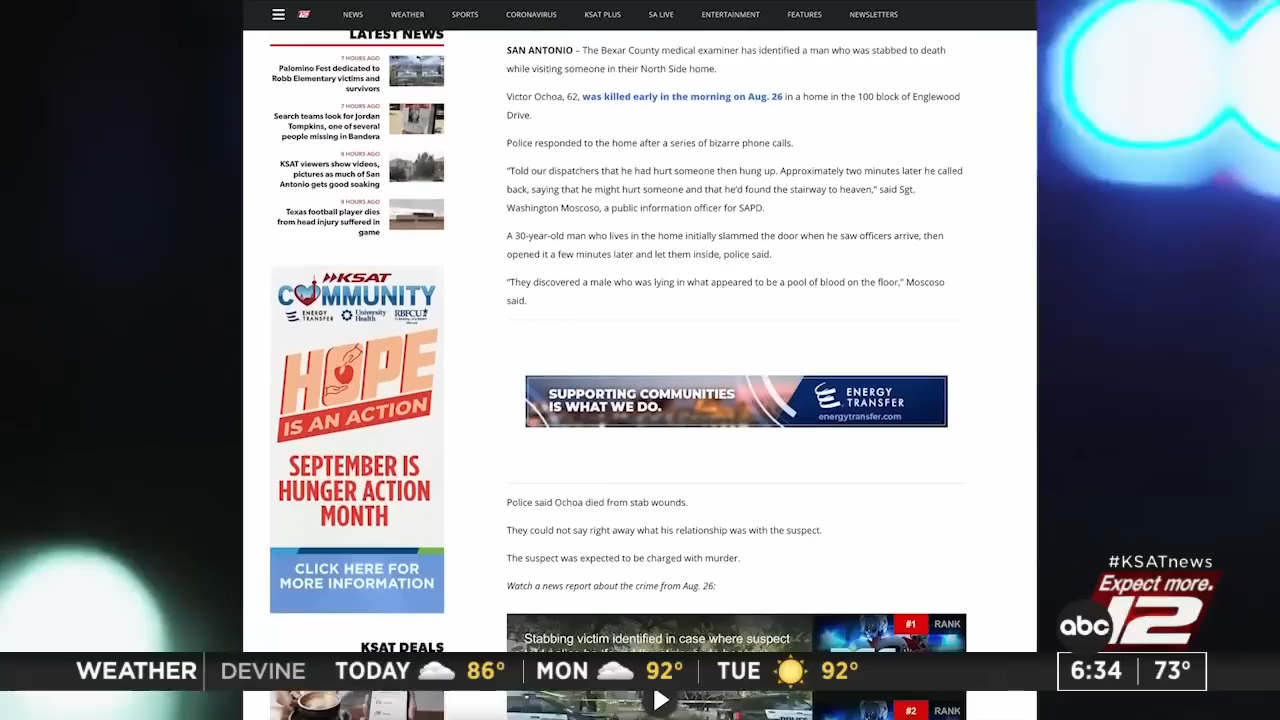 NEWS WEATHER SPORTS CORONAVIRUS KSAT PLUS SA LIVE ENTERTAINMENT FEATURES NEWSLETTERS
LATEST NEWS
7 HOURS AGO
Palomino Fest dedicated to
Robb Elementary victims and
survivors
7 HOURS AGO
Search teams look for Jordan
Tompkins, one of several
people missing in Bandera
8 HOURS AGO
KSAT viewers show videos,
pictures as much of San
Antonio gets good soaking
9 HOURS AGO
Texas football player dies
from head injury suffered in
game
KSAT
COMMUNITY
ENERGY TRANSFER University Health RBFCU
HOPE
IS AN ACTION
SEPTEMBER IS
HUNGER ACTION
MONTH
CLICK HERE FOR
MORE INFORMATION
KSAT DEALS
SAN ANTONIO – The Bexar County medical examiner has identified a man who was stabbed to death
while visiting someone in their North Side home.
Victor Ochoa, 62, was killed early in the morning on Aug. 26 in a home in the 100 block of Englewood
Drive.
Police responded to the home after a series of bizarre phone calls.
“Told our dispatchers that he had hurt someone then hung up. Approximately two minutes later he called
back, saying that he might hurt someone and that he’d found the stairway to heaven,” said Sgt.
Washington Moscoso, a public information officer for SAPD.
A 30-year-old man who lives in the home initially slammed the door when he saw officers arrive, then
opened it a few minutes later and let them inside, police said.
“They discovered a male who was lying in what appeared to be a pool of blood on the floor,” Moscoso
said.
SUPPORTING COMMUNITIES
IS WHAT WE DO.
ENERGY
TRANSFER
energytransfer.com
Police said Ochoa died from stab wounds.
They could not say right away what his relationship was with the suspect.
The suspect was expected to be charged with murder.
Watch a news report about the crime from Aug. 26:
Stabbing victim identified in case where suspect
#1 RANK
#2 RANK
#KSATnews
Expect more.
abc 12
WEATHER DEVINE TODAY 86° MON 92° TUE 92° 6:34 73°